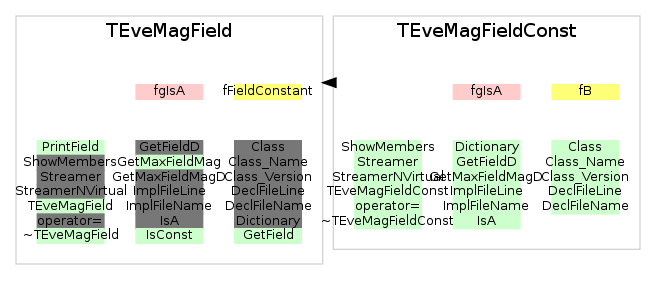 TEveMagField
fgIsA
fFieldConstant
PrintField
ShowMembers
Streamer
StreamerNVirtual
TEveMagField
operator=
~TEveMagField
GetFieldD
GetMaxFieldMag
GetMaxFieldMagD
ImplFileLine
ImplFileName
IsA
IsConst
Class
Class_Name
Class_Version
DeclFileLine
DeclFileName
Dictionary
GetField
TEveMagFieldConst
fgIsA
fB
ShowMembers
Streamer
StreamerNVirtual
TEveMagFieldConst
operator=
~TEveMagFieldConst
Dictionary
GetFieldD
GetMaxFieldMagD
ImplFileLine
ImplFileName
IsA
Class
Class_Name
Class_Version
DeclFileLine
DeclFileName